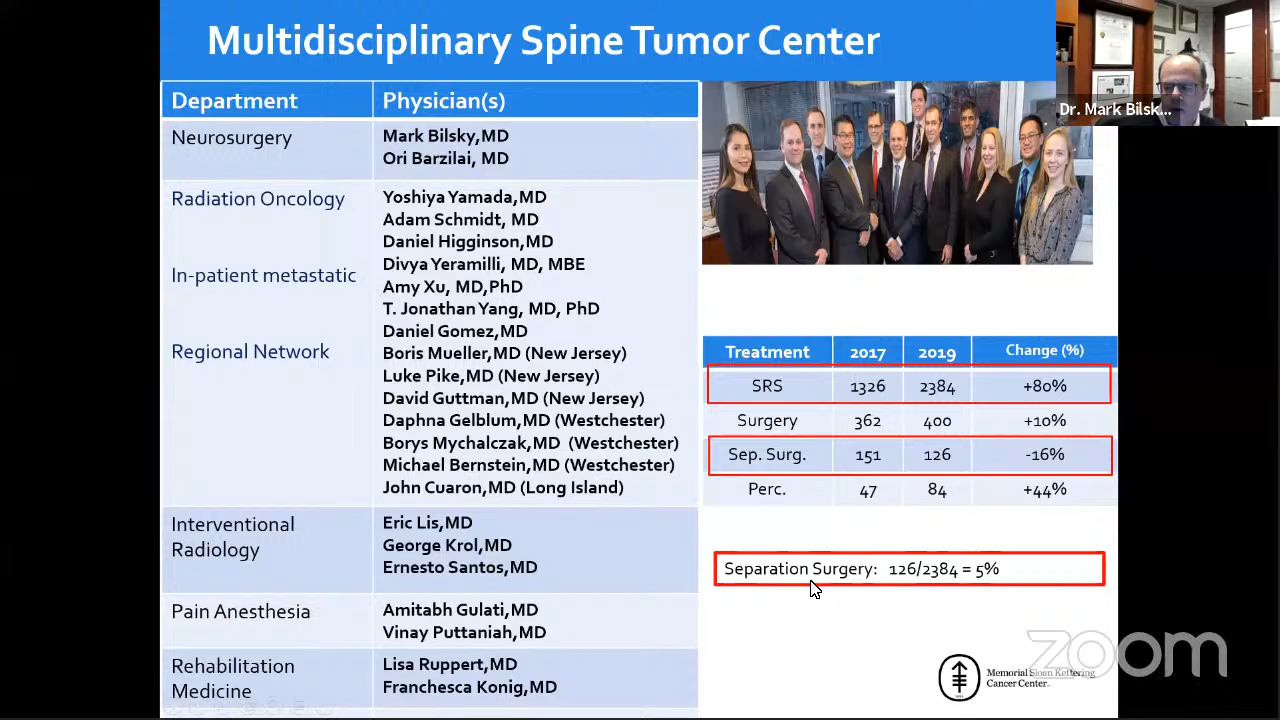 Multidisciplinary Spine Tumor Center
Dr. Mark Bilsk...
Department Physician(s)
Neurosurgery
Mark Bilsky,MD
Ori Barzilai, MD
Radiation Oncology
Yoshiya Yamada,MD
Adam Schmidt, MD
Daniel Higginson,MD
In-patient metastatic
Divya Yeramilli, MD, MBE
Amy Xu, MD,PhD
T. Jonathan Yang, MD, PhD
Daniel Gomez,MD
Regional Network
Boris Mueller,MD (New Jersey)
Luke Pike,MD (New Jersey)
David Guttman,MD (New Jersey)
Daphna Gelblum,MD (Westchester)
Borys Mychalczak,MD (Westchester)
Michael Bernstein,MD (Westchester)
John Cuaron,MD (Long Island)
Interventional
Radiology
Eric Lis,MD
George Krol,MD
Ernesto Santos,MD
Pain Anesthesia
Amitabh Gulati,MD
Vinay Puttaniah,MD
Rehabilitation
Medicine
Lisa Ruppert,MD
Franchesca Konig,MD
Treatment 2017 2019 Change (%)
SRS 1326 2384 +80%
Surgery 362 400 +10%
Sep. Surg. 151 126 -16%
Perc. 47 84 +44%
Separation Surgery: 126/2384 = 5%
zoom
Memorial Sloan Kettering
Cancer Center